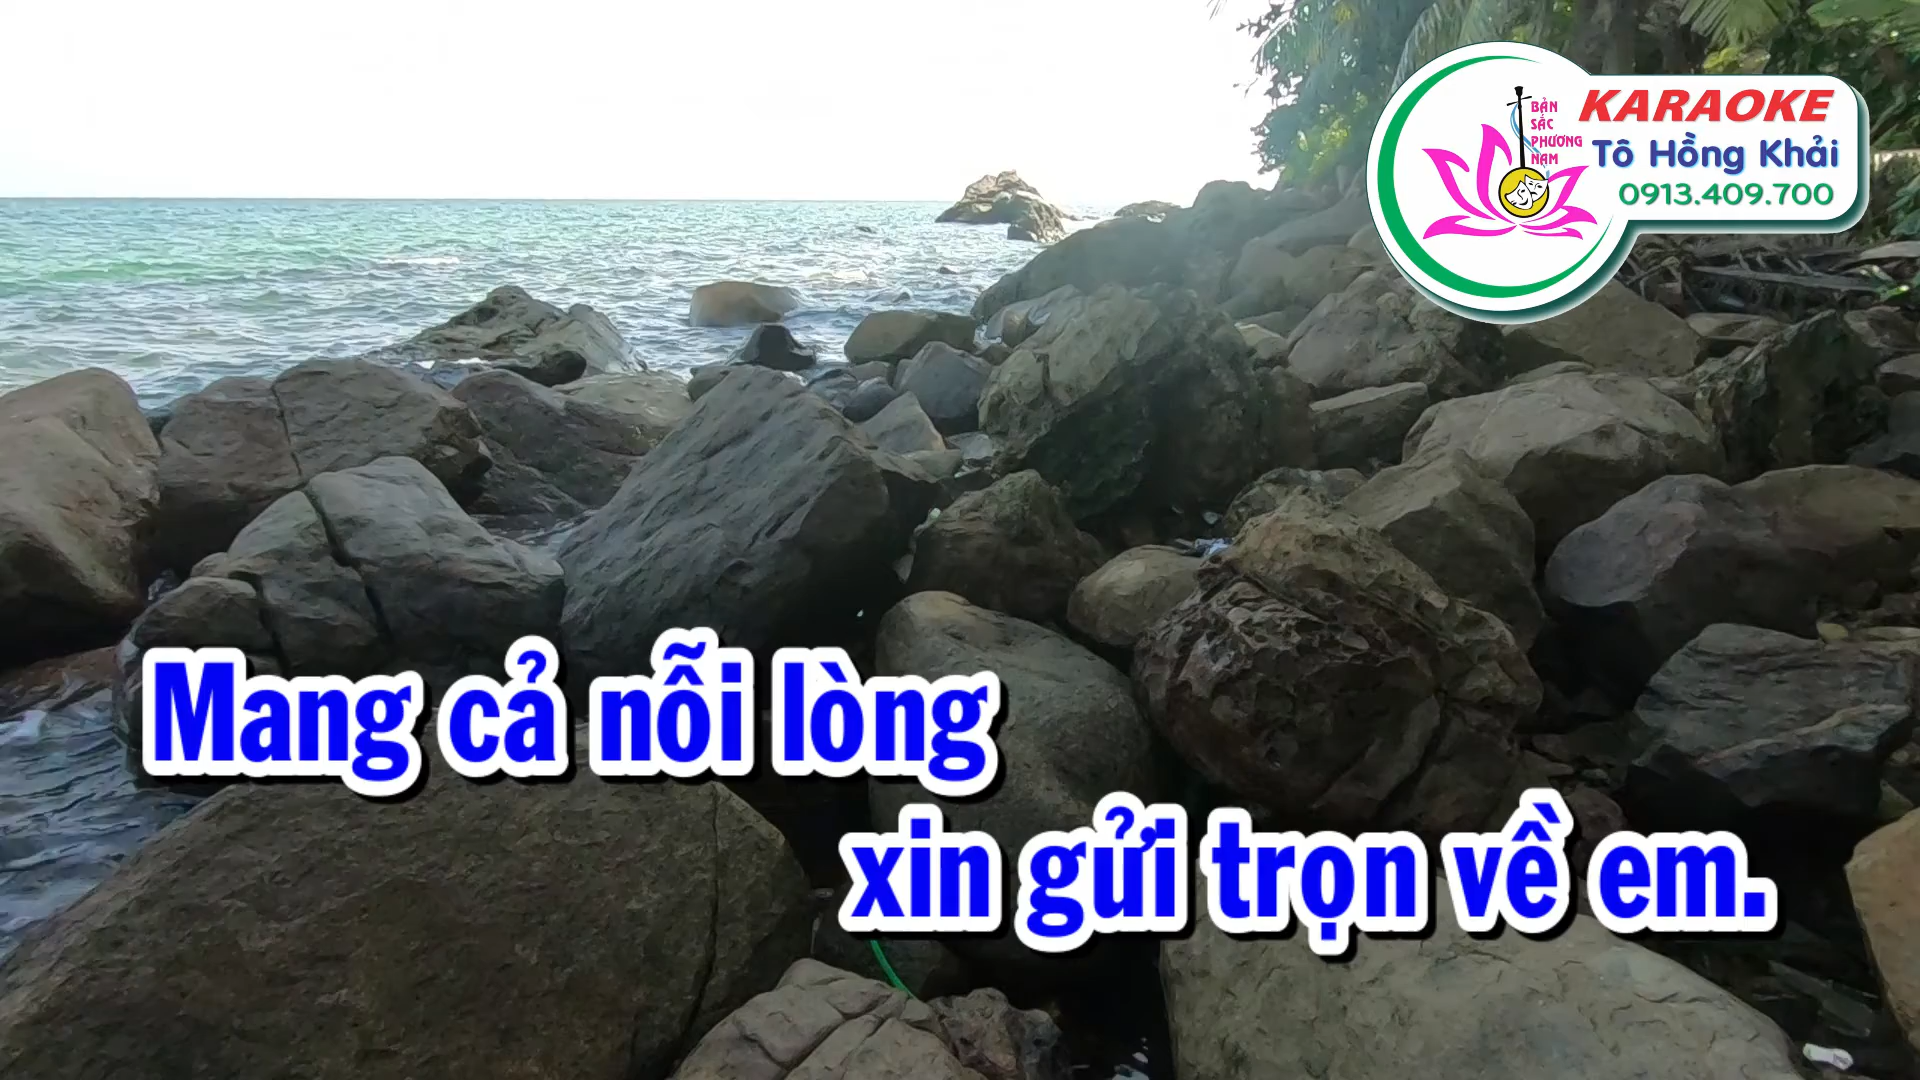 BẢN
SẮC
PHƯƠNG
NAM
KARAOKE
Tô Hồng Khải
0913.409.700
Mang cả nỗi lòng
xin gửi trọn về em.